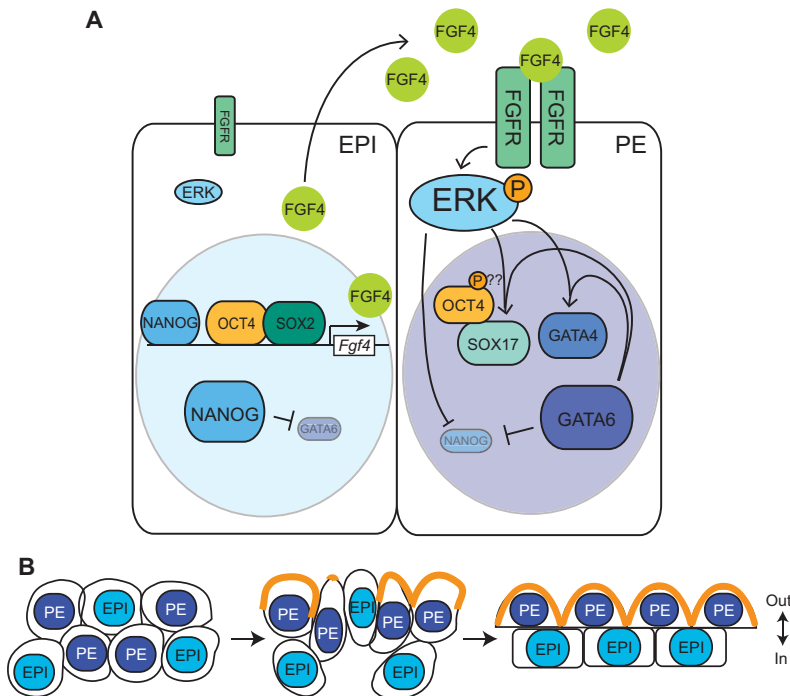 A
FGF4
FGF4
FGF4
FGF4
FGFR
FGFR
FGFR
EPI
PE
ERK
ERK
P
FGF4
FGF4
P
??
OCT4
SOX17
GATA4
NANOG
OCT4
SOX2
Fgf4
NANOG
GATA6
GATA6
NANOG
B
PE
EPI
PE
EPI
PE
PE
EPI
PE
PE
EPI
PE
PE
EPI
EPI
PE
PE
PE
PE
EPI
EPI
EPI
Out
In